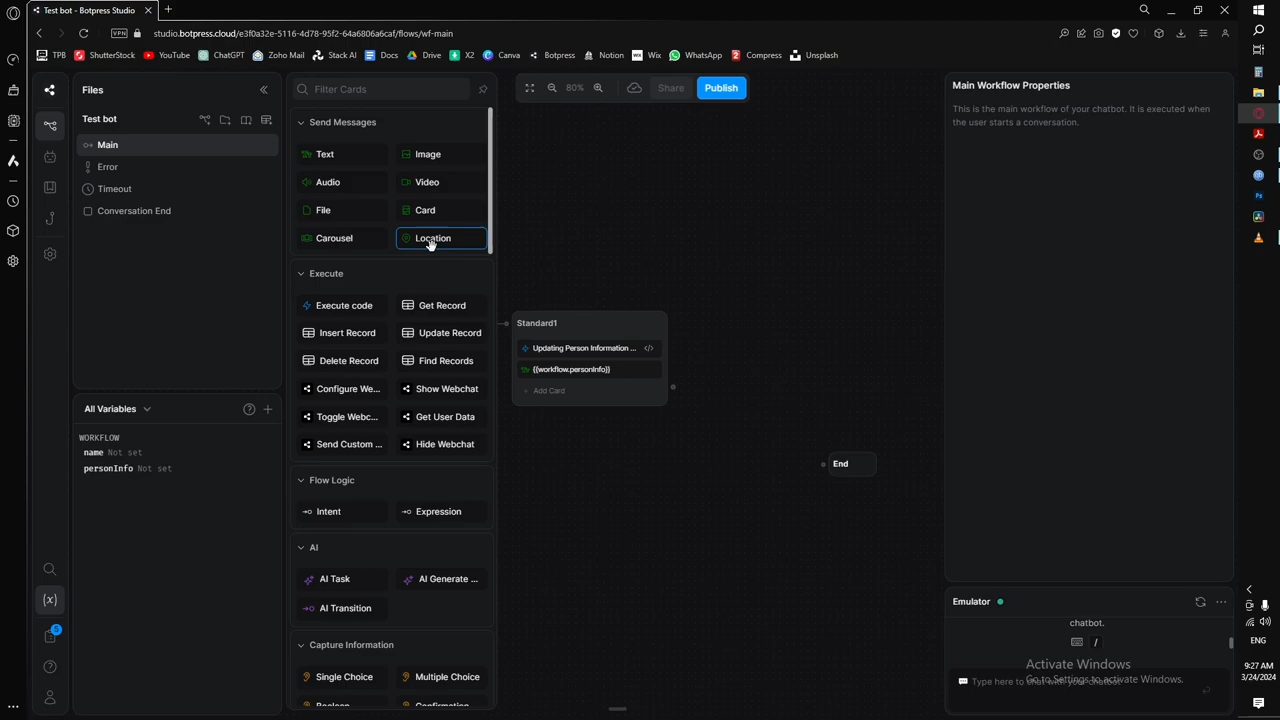 Test bot - Botpress Studio
VPN
studio.botpress.cloud/e3f0a32e-5116-4d78-95f2-64a6806a6caf/flows/wf-main
TPB ShutterStock YouTube ChatGPT Zoho Mail Stack AI Docs Drive X2 Canva Botpress Notion Wix WhatsApp Compress Unsplash
Files
Test bot
Main
Error
Timeout
Conversation End
All Variables
WORKFLOW
name Not set
personInfo Not set
5
Filter Cards
Send Messages
Text Image
Audio Video
File Card
Carousel Location
Execute
Execute code Get Record
Insert Record Update Record
Delete Record Find Records
Configure We... Show Webchat
Toggle Webc... Get User Data
Send Custom ... Hide Webchat
Flow Logic
Intent Expression
AI
AI Task AI Generate ...
AI Transition
Capture Information
Single Choice Multiple Choice
Boolean Confirmation
80% Share Publish
Standard1
Updating Person Information ...
{{workflow.personInfo}}
+ Add Card
End
Main Workflow Properties
This is the main workflow of your chatbot. It is executed when
the user starts a conversation.
Emulator
chatbot.
/
Type here to chat with your chatbot
Activate Windows
Go to Settings to activate Windows.
ENG
9:27 AM
3/24/2024